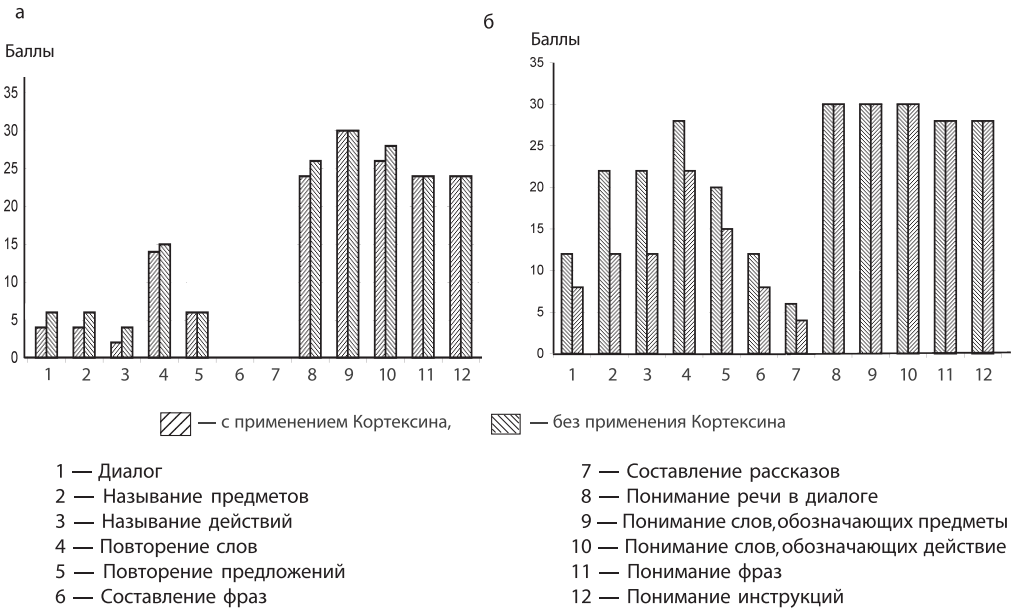 а
Баллы
35
30
25
20
15
10
5
0
1 2 3 4 5 6 7 8 9 10 11 12
б
Баллы
35
30
25
20
15
10
5
0
1 2 3 4 5 6 7 8 9 10 11 12
— с применением Кортексина, — без применения Кортексина
1 — Диалог
2 — Называние предметов
3 — Называние действий
4 — Повторение слов
5 — Повторение предложений
6 — Составление фраз
7 — Составление рассказов
8 — Понимание речи в диалоге
9 — Понимание слов, обозначающих предметы
10 — Понимание слов, обозначающих действие
11 — Понимание фраз
12 — Понимание инструкций